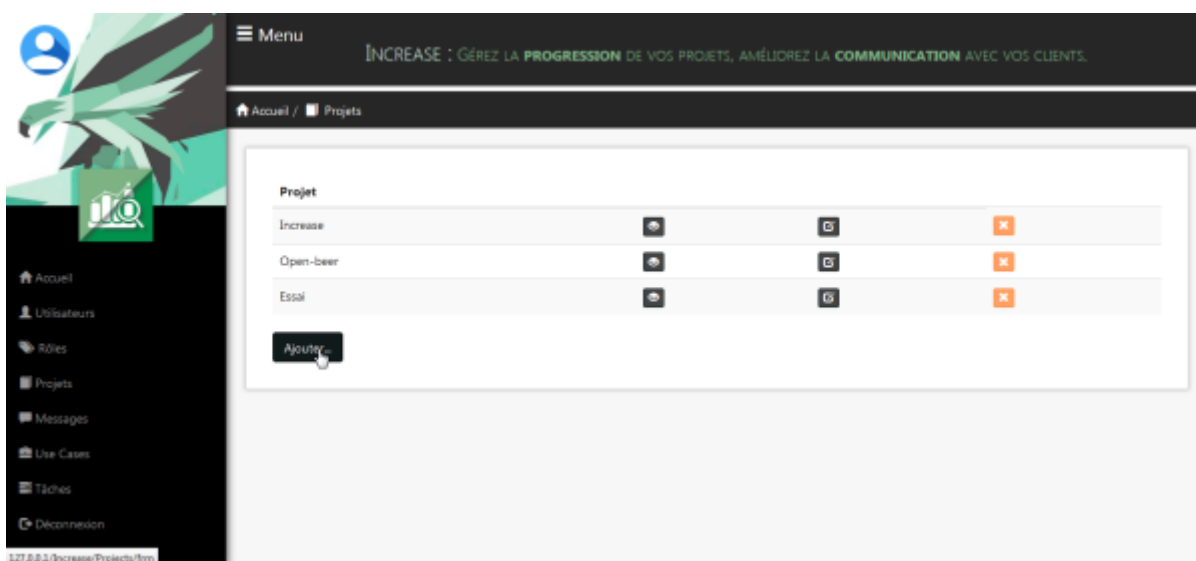 Menu
INCREASE : GÉREZ LA PROGRESSION DE VOS PROJETS, AMÉLIOREZ LA COMMUNICATION AVEC VOS CLIENTS.
Accueil / Projets
Projet
Increase
Open-beer
Essai
Ajouter...
Accueil
Utilisateurs
Rôles
Projets
Messages
Use Cases
Tâches
Déconnexion
127.0.0.1/Increase/Projects/frm